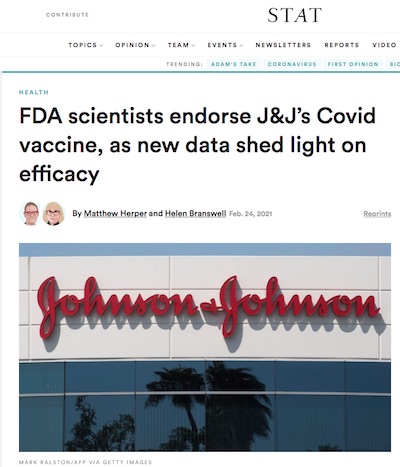 CONTRIBUTE
STAT
TOPICS OPINION TEAM EVENTS NEWSLETTERS REPORTS VIDEO
TRENDING: ADAM'S TAKE CORONAVIRUS FIRST OPINION BIO
HEALTH
FDA scientists endorse J&J’s Covid
vaccine, as new data shed light on
efficacy
By Matthew Herper and Helen Branswell Feb. 24, 2021 Reprints
Johnson & Johnson
MARK RALSTON/AFP VIA GETTY IMAGES